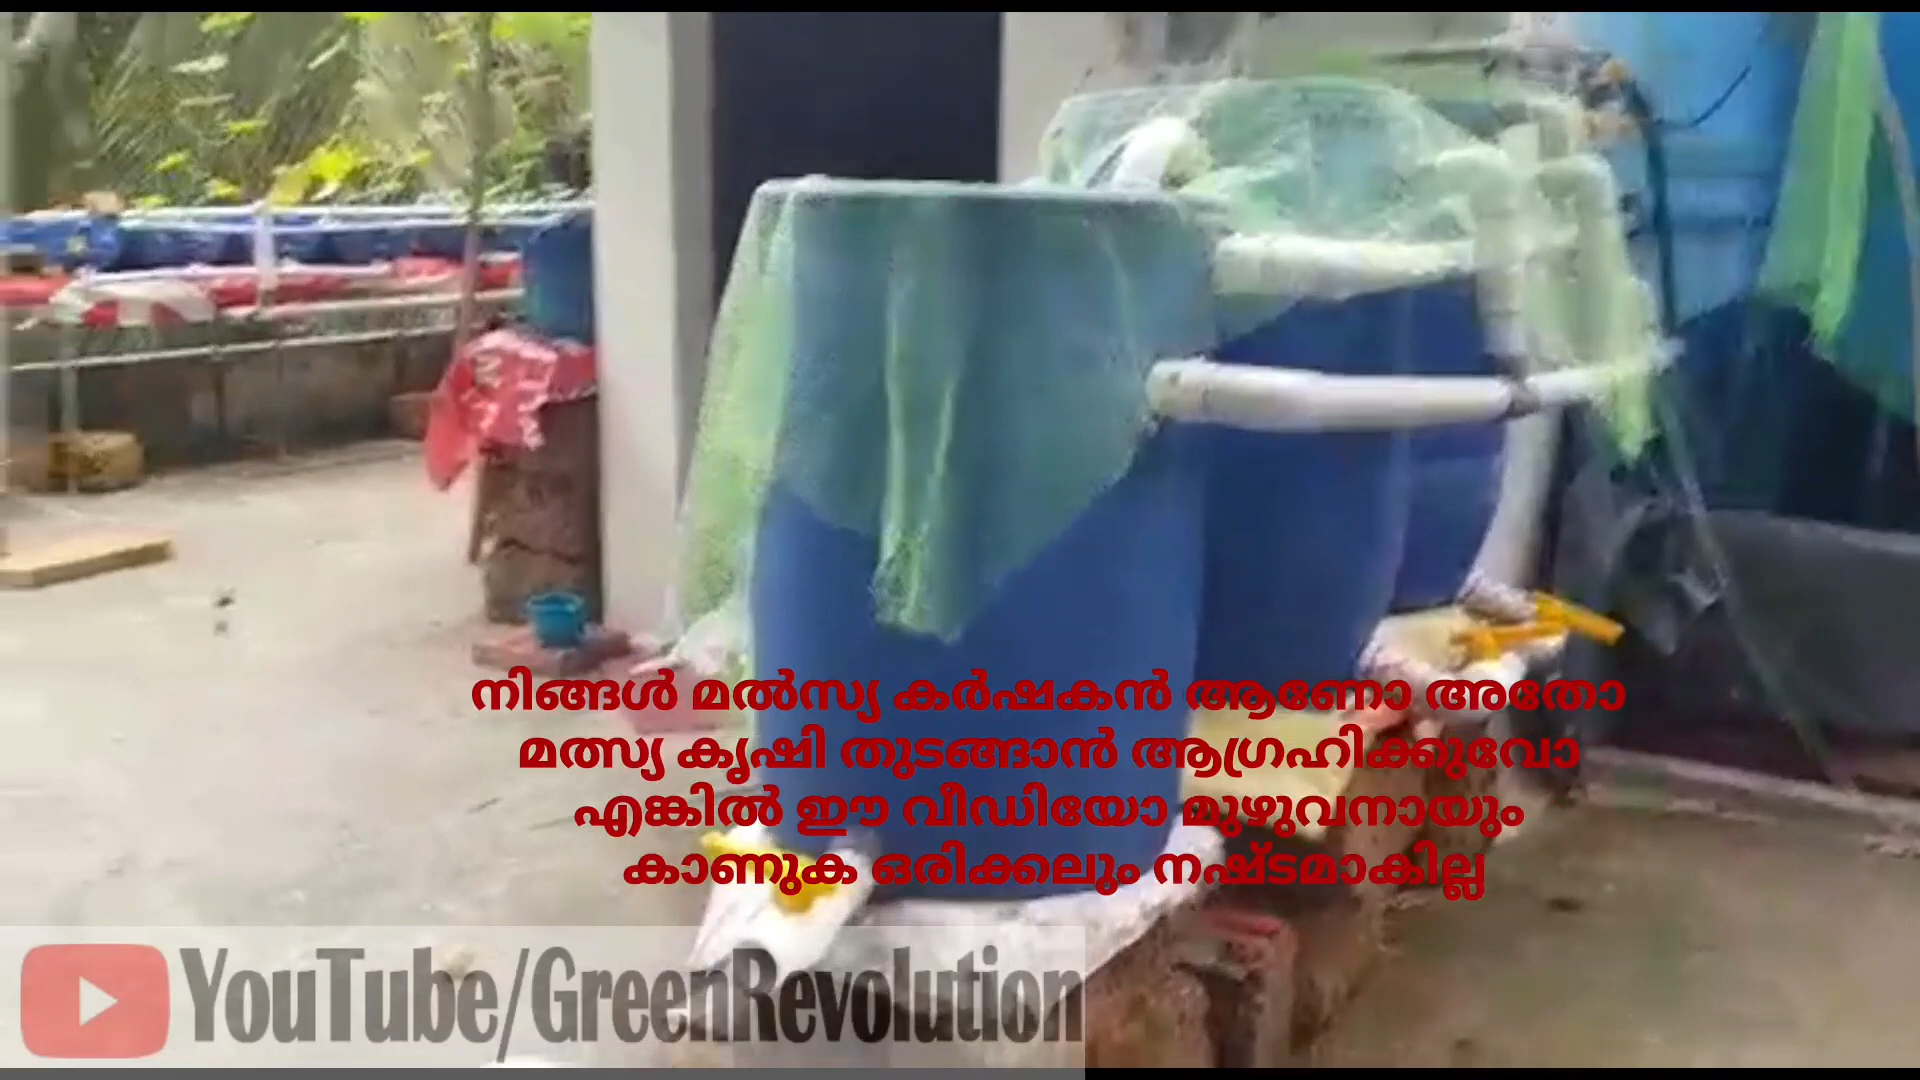 നിങ്ങൾ മൽസ്യ കർഷകൻ ആണോ അതോ
മത്സ്യ കൃഷി തുടങ്ങാൻ ആഗ്രഹിക്കുവോ
എങ്കിൽ ഈ വീഡിയോ മുഴുവനായും
കാണുക ഒരിക്കലും നഷ്ടമാകില്ല
YouTube/GreenRevolution